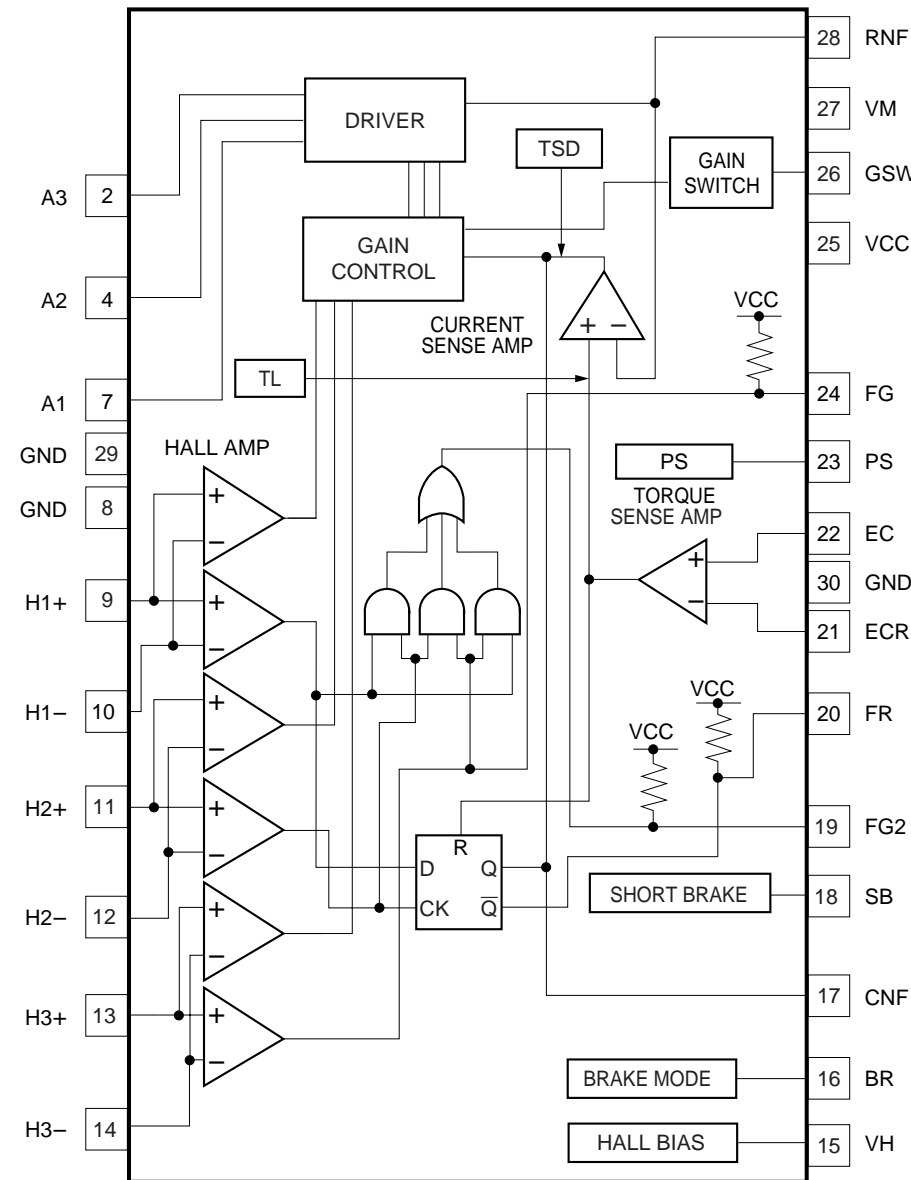 28 RNF
DRIVER
27 VM
TSD
GAIN
SWITCH
26 GSW
A3 2
GAIN
CONTROL
25 VCC
A2 4
CURRENT
SENSE AMP
+ −
VCC
TL
A1 7
24 FG
GND 29
HALL AMP
PS
23 PS
GND 8
+
−
TORQUE
SENSE AMP
22 EC
+
−
30 GND
H1+ 9
+
−
21 ECR
H1− 10
+
−
VCC
20 FR
VCC
H2+ 11
+
−
R
D Q
CK Q̅
19 FG2
SHORT BRAKE
18 SB
H2− 12
+
−
17 CNF
H3+ 13
+
−
BRAKE MODE
16 BR
H3− 14
HALL BIAS
15 VH